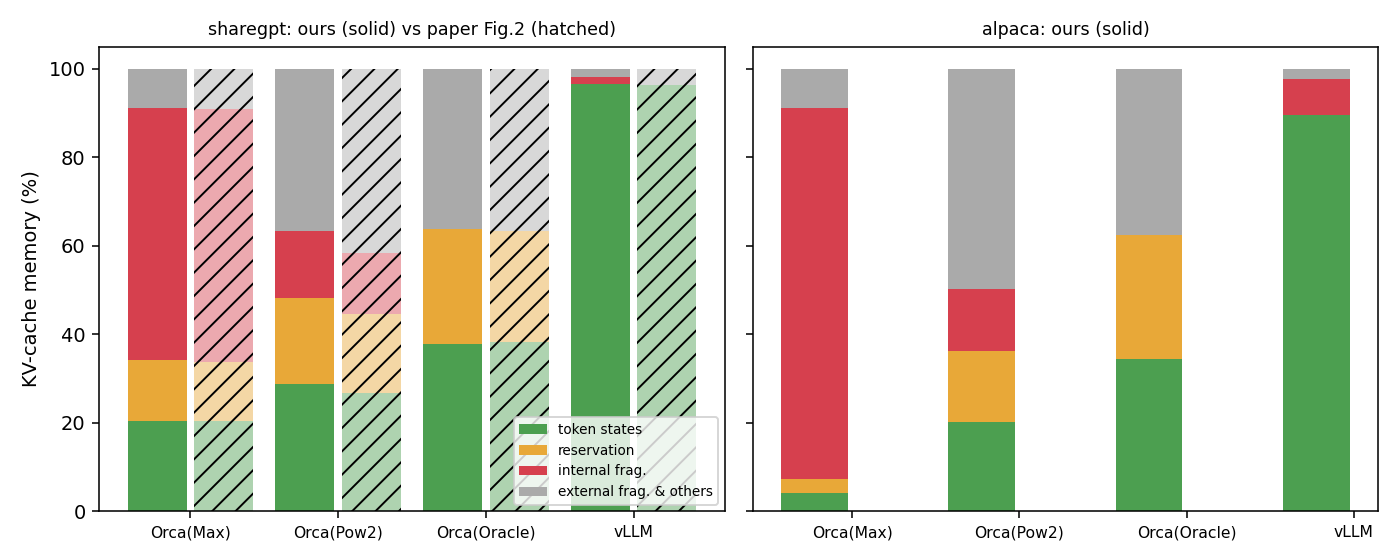 sharegpt: ours (solid) vs paper Fig.2 (hatched)
alpaca: ours (solid)
KV-cache memory (%)
100
80
60
40
20
0
token states
reservation
internal frag.
external frag. & others
Orca(Max)
Orca(Pow2)
Orca(Oracle)
vLLM
Orca(Max)
Orca(Pow2)
Orca(Oracle)
vLLM